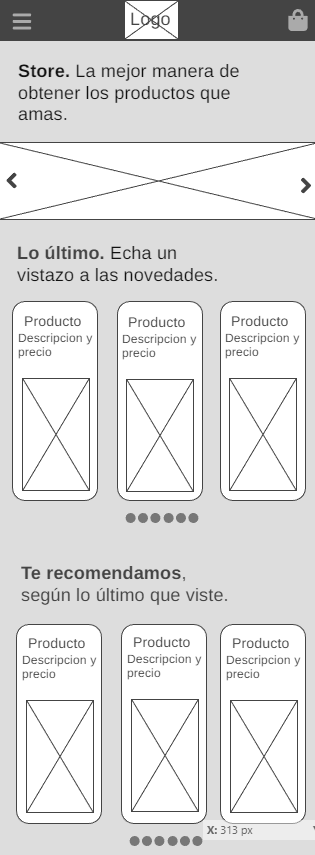 Logo
Store. La mejor manera de
obtener los productos que
amas.
Lo último. Echa un
vistazo a las novedades.
Producto
Descripcion y
precio
Producto
Descripcion y
precio
Producto
Descripcion y
precio
Te recomendamos,
según lo último que viste.
Producto
Descripcion y
precio
Producto
Descripcion y
precio
Producto
Descripcion y
precio
X: 313 px